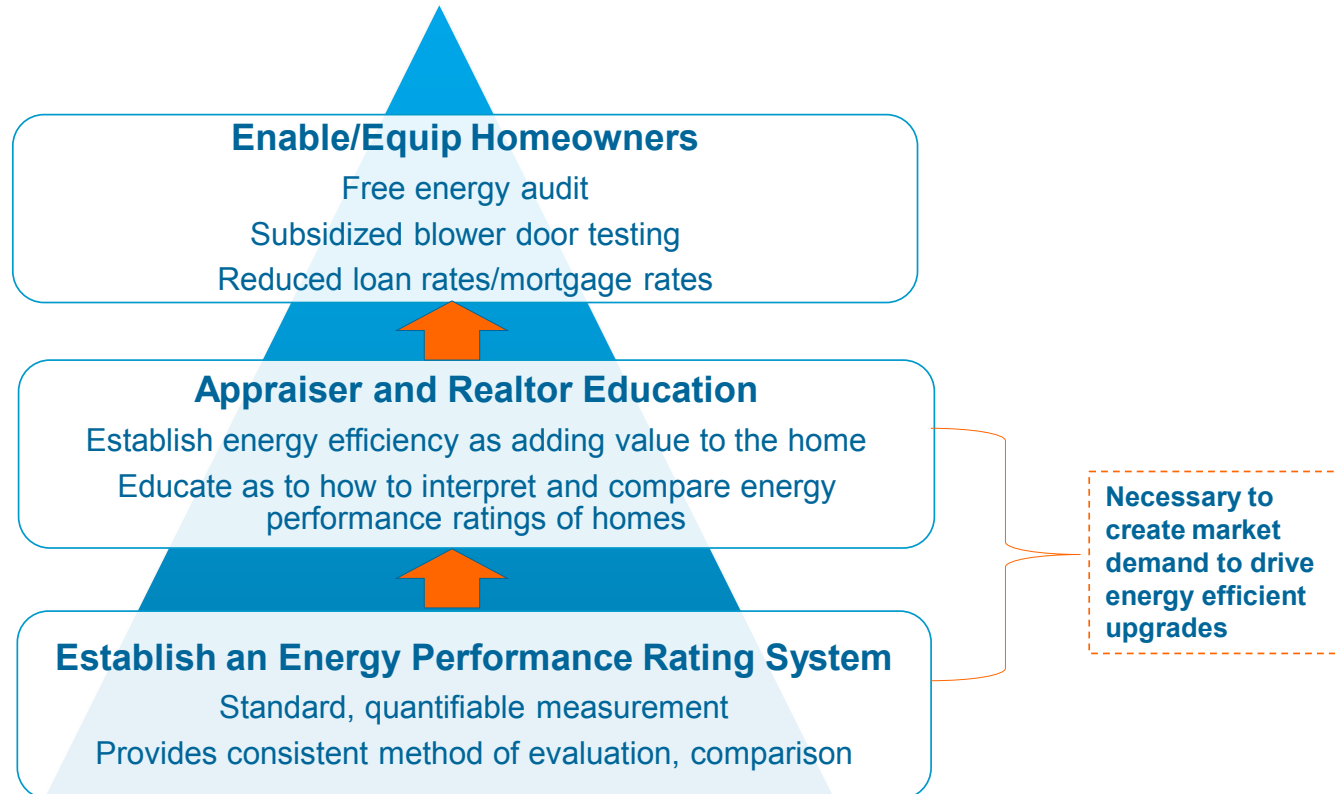 Enable/Equip Homeowners
Free energy audit
Subsidized blower door testing
Reduced loan rates/mortgage rates
Appraiser and Realtor Education
Establish energy efficiency as adding value to the home
Educate as to how to interpret and compare energy
performance ratings of homes
Necessary to
create market
demand to drive
energy efficient
upgrades
Establish an Energy Performance Rating System
Standard, quantifiable measurement
Provides consistent method of evaluation, comparison